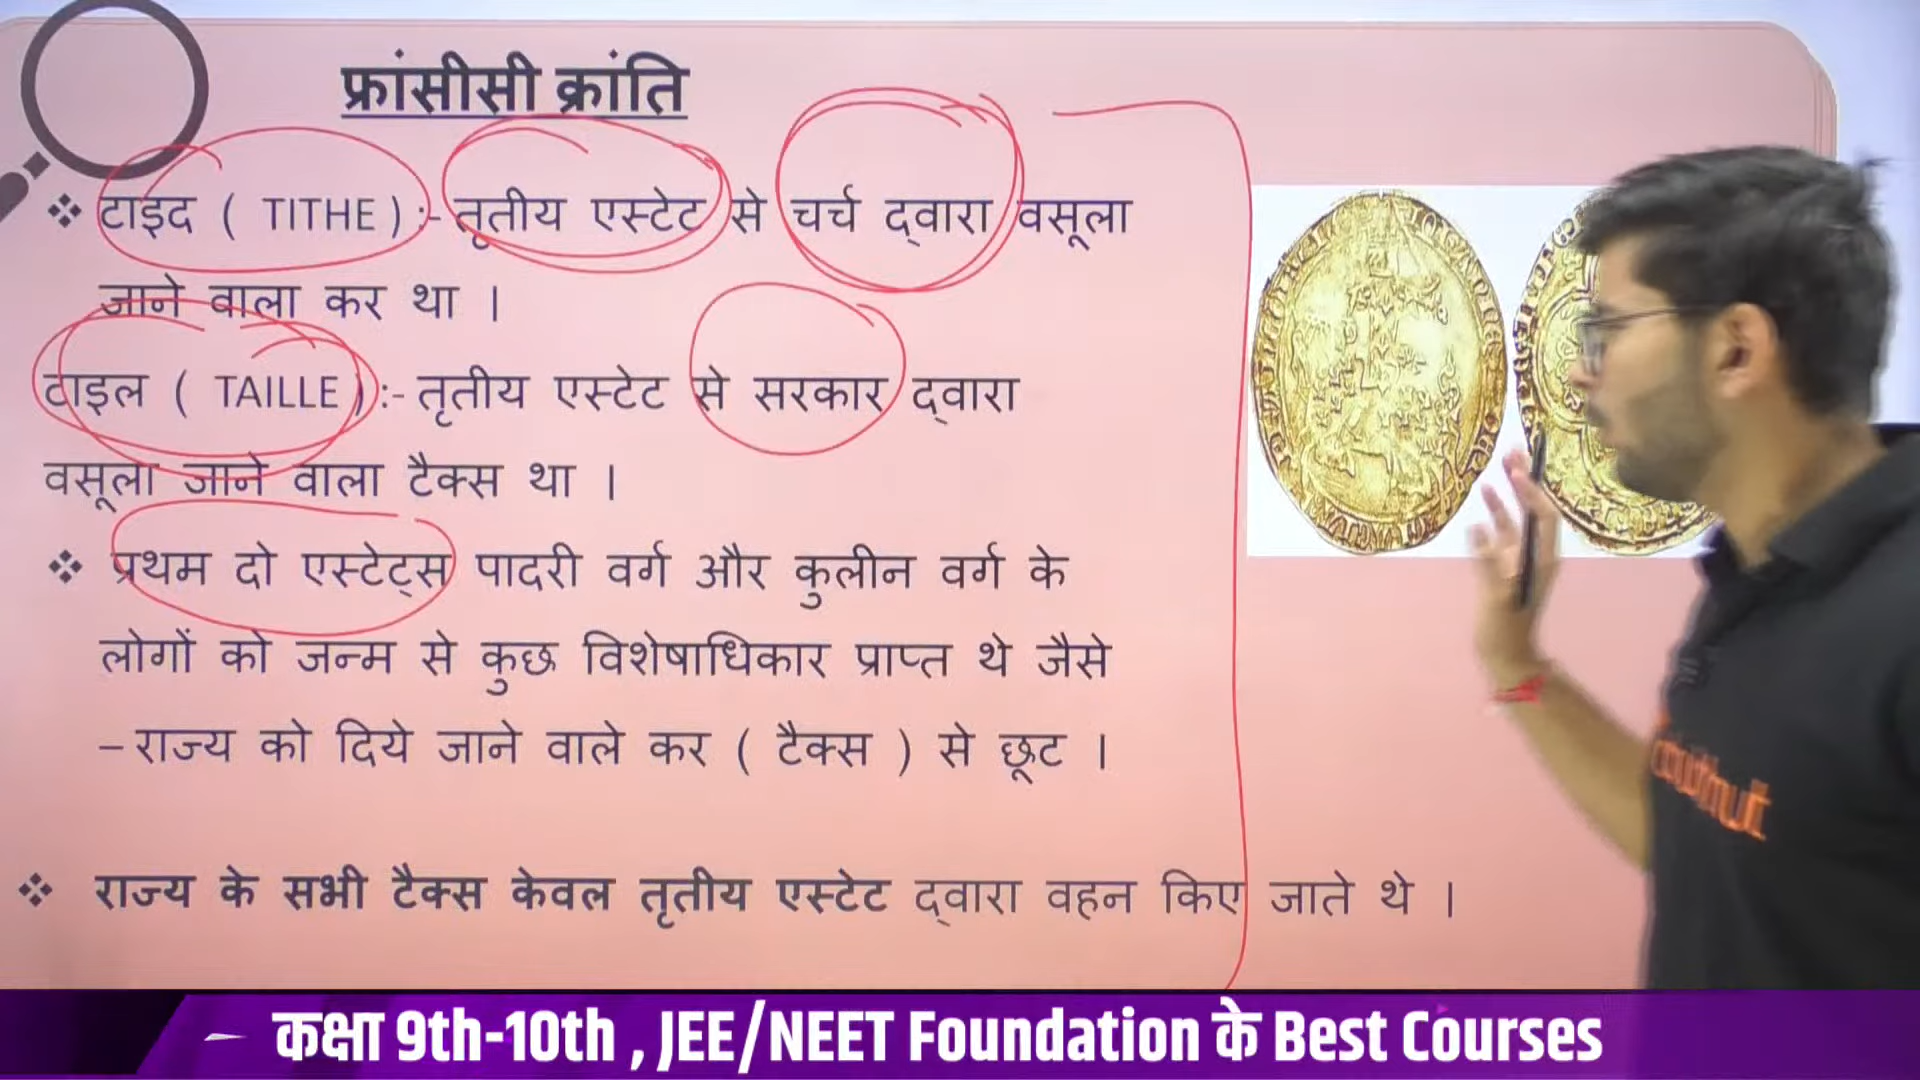 फ्रांसीसी क्रांति
❖ टाइद ( TITHE ) :- तृतीय एस्टेट से चर्च द्वारा वसूला
जाने वाला कर था ।
टाइल ( TAILLE ) :- तृतीय एस्टेट से सरकार द्वारा
वसूला जाने वाला टैक्स था ।
❖ प्रथम दो एस्टेट्स पादरी वर्ग और कुलीन वर्ग के
लोगों को जन्म से कुछ विशेषाधिकार प्राप्त थे जैसे
– राज्य को दिये जाने वाले कर ( टैक्स ) से छूट ।
❖ राज्य के सभी टैक्स केवल तृतीय एस्टेट द्वारा वहन किए जाते थे ।
कक्षा 9th-10th , JEE/NEET Foundation के Best Courses